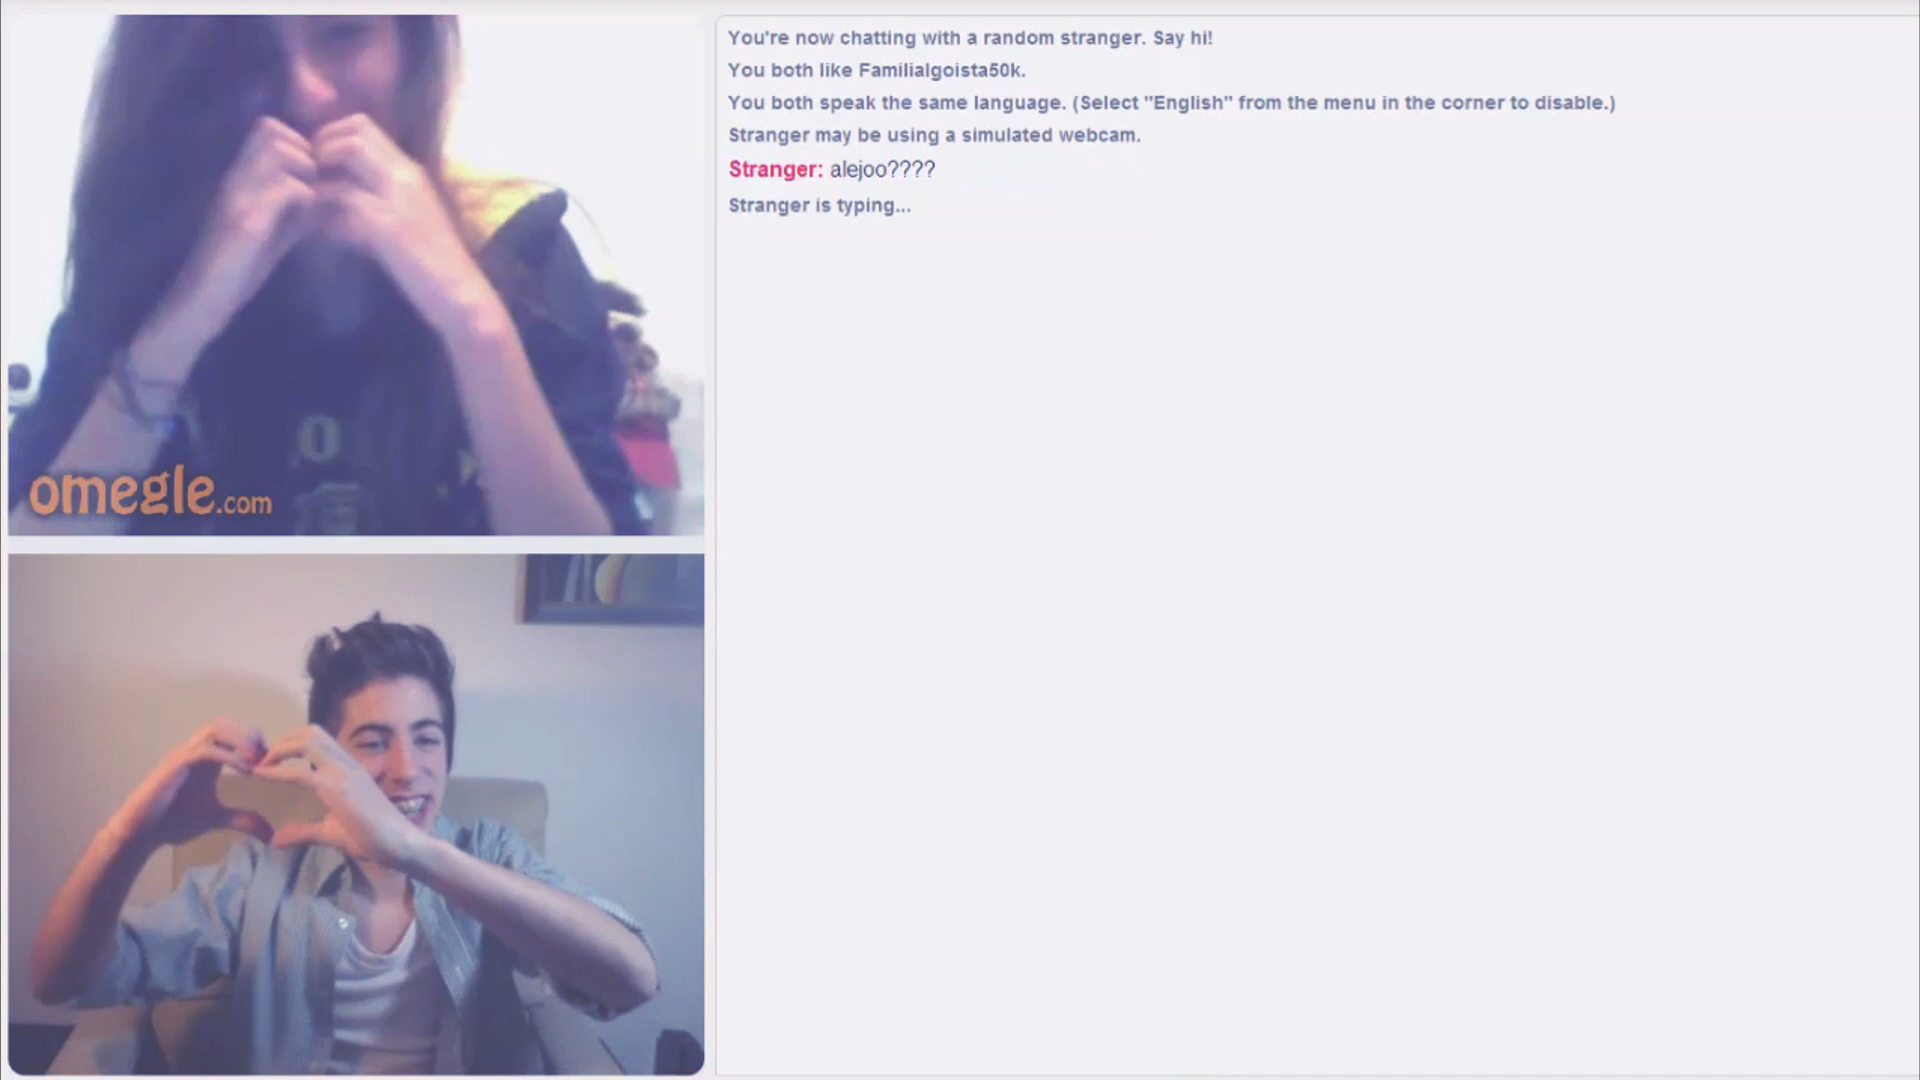 You're now chatting with a random stranger. Say hi!
You both like Familialgoista50k.
You both speak the same language. (Select "English" from the menu in the corner to disable.)
Stranger may be using a simulated webcam.
Stranger: alejoo????
Stranger is typing...
omegle.com